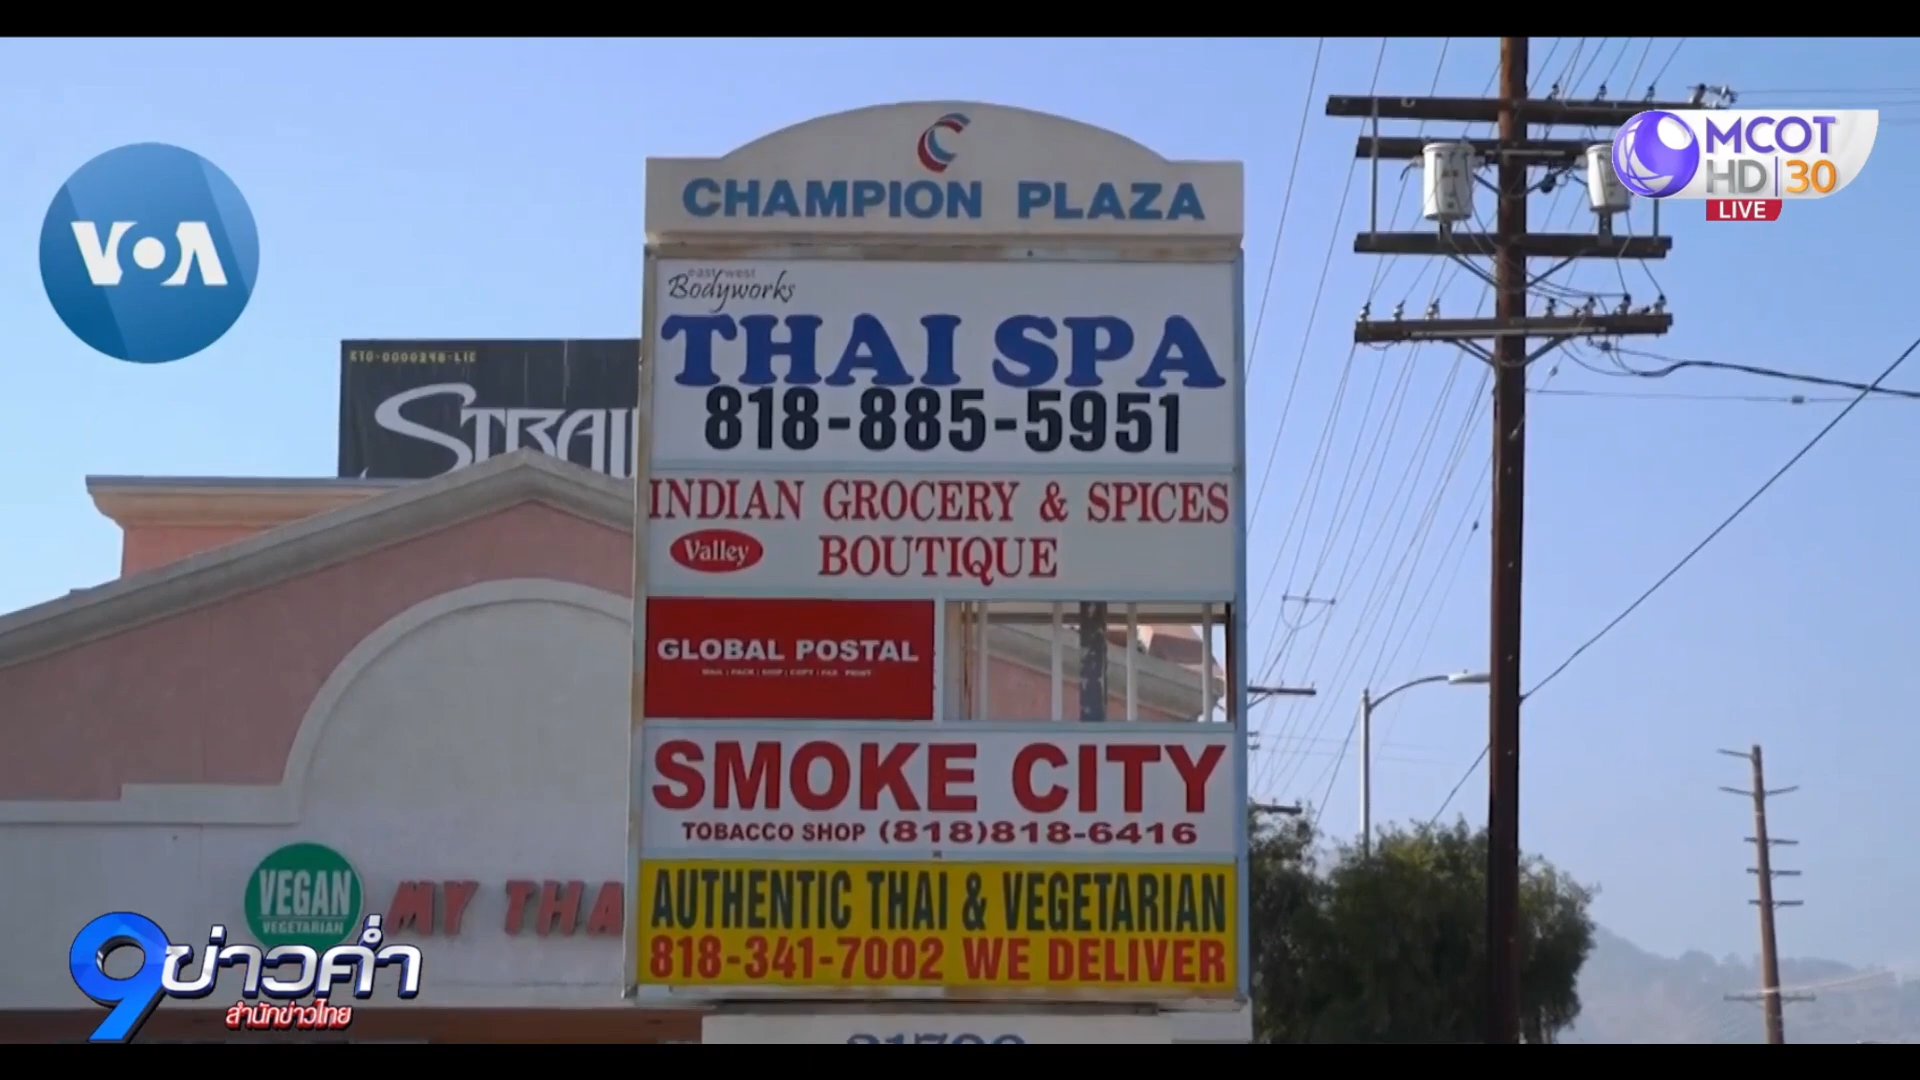 CHAMPION PLAZA
MCOT
HD 30
LIVE
VOA
east west
Bodyworks
THAI SPA
818-885-5951
INDIAN GROCERY & SPICES
Valley BOUTIQUE
GLOBAL POSTAL
SMOKE CITY
TOBACCO SHOP (818)818-6416
AUTHENTIC THAI & VEGETARIAN
818-341-7002 WE DELIVER
VEGAN
VEGETARIAN
MY THA
9ข่าวค่ำ
สำนักข่าวไทย